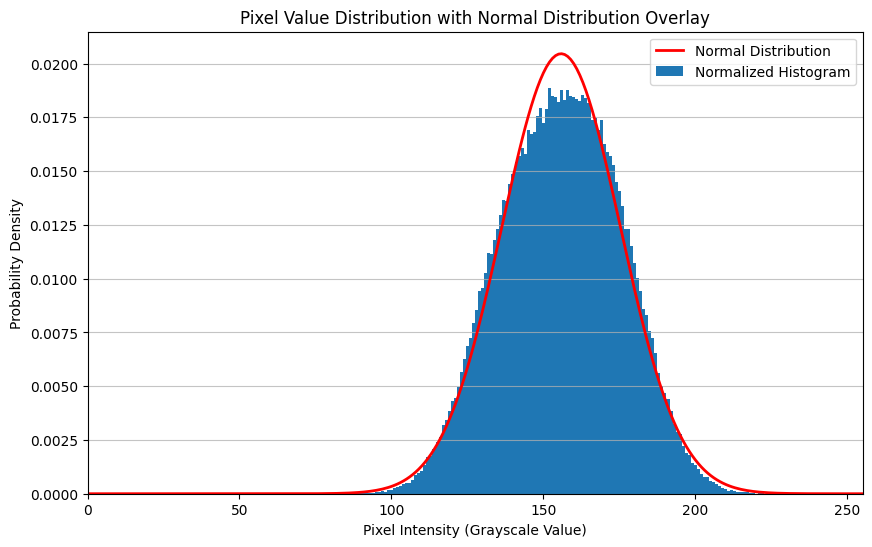 Pixel Value Distribution with Normal Distribution Overlay
Normal Distribution
Normalized Histogram
Probability Density
0.0200
0.0175
0.0150
0.0125
0.0100
0.0075
0.0050
0.0025
0.0000
0 50 100 150 200 250
Pixel Intensity (Grayscale Value)